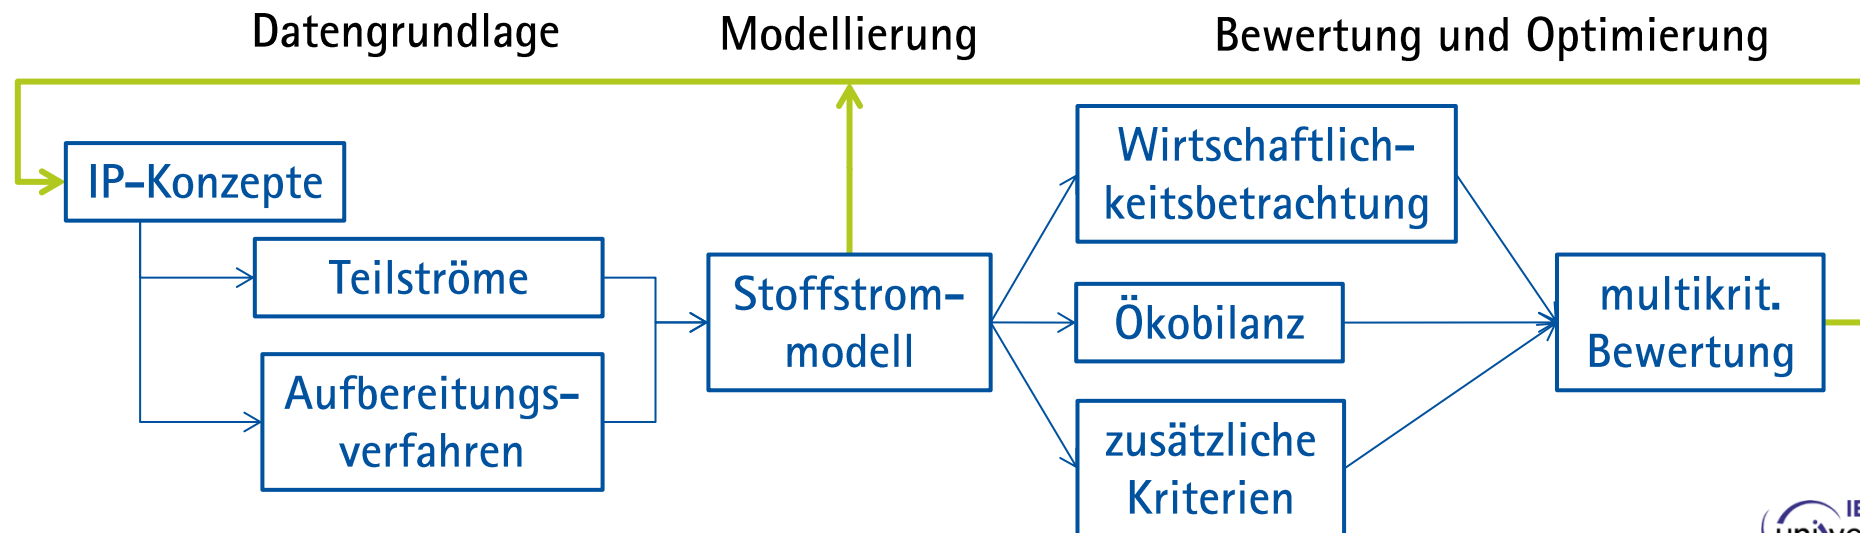 Datengrundlage
Modellierung
Bewertung und Optimierung
IP-Konzepte
Teilströme
Aufbereitungs-
verfahren
Stoffstrom-
modell
Wirtschaftlich-
keitsbetrachtung
Ökobilanz
zusätzliche
Kriterien
multikrit.
Bewertung